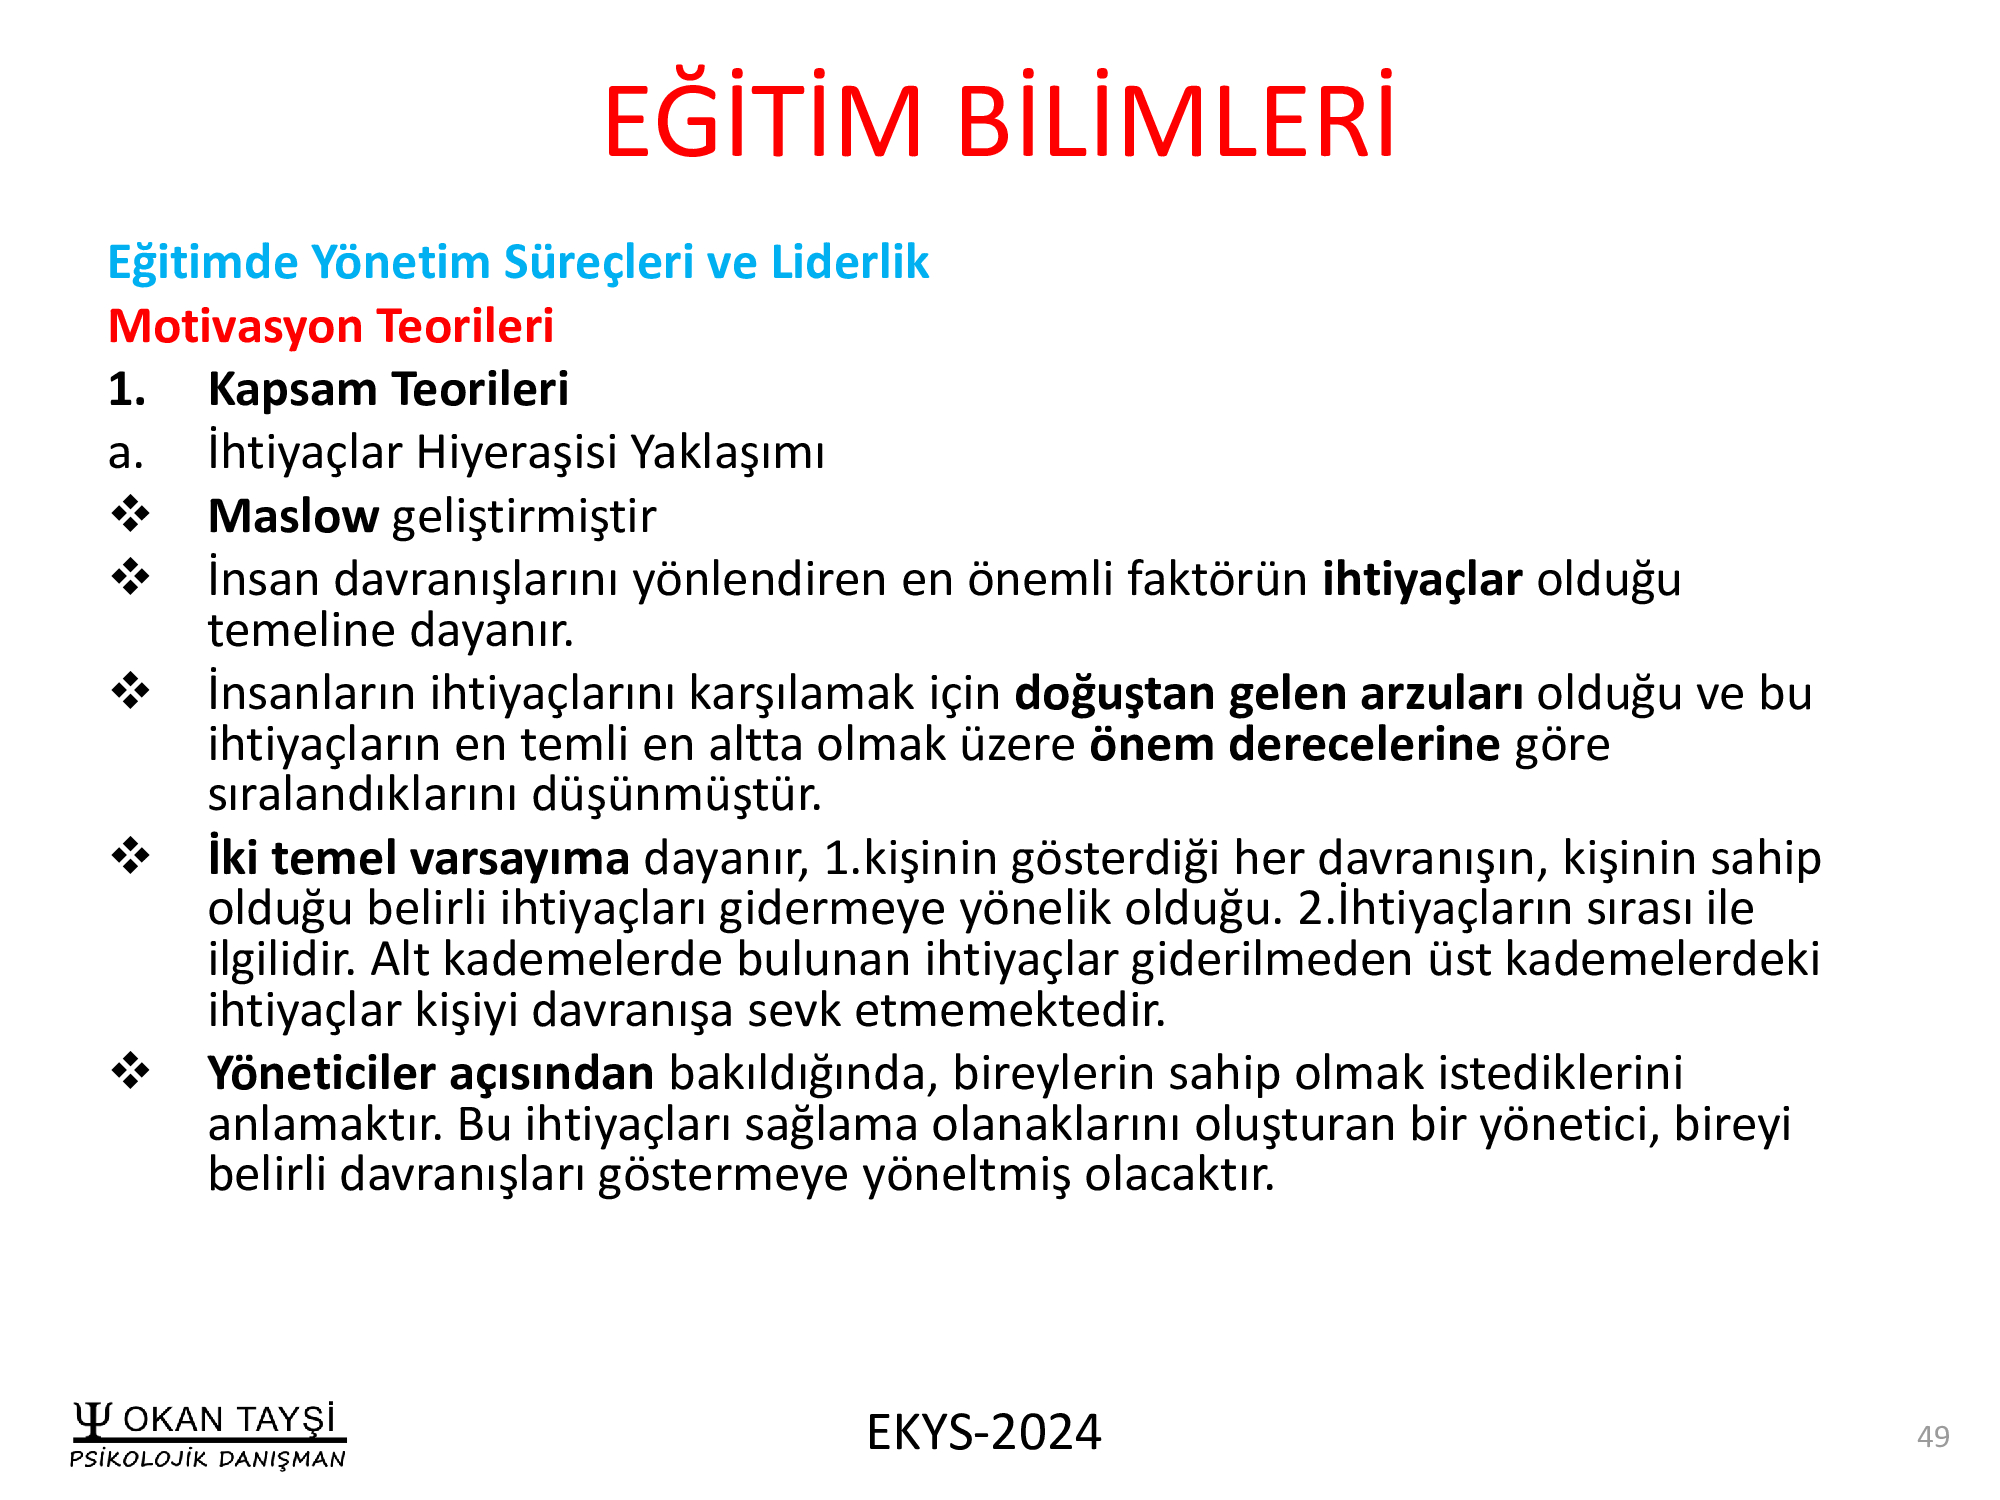 EĞİTİM BİLİMLERİ
Eğitimde Yönetim Süreçleri ve Liderlik
Motivasyon Teorileri
1. Kapsam Teorileri
a. İhtiyaçlar Hiyeraşisi Yaklaşımı
❖ Maslow geliştirmiştir
❖ İnsan davranışlarını yönlendiren en önemli faktörün ihtiyaçlar olduğu
temeline dayanır.
❖ İnsanların ihtiyaçlarını karşılamak için doğuştan gelen arzuları olduğu ve bu
ihtiyaçların en temli en altta olmak üzere önem derecelerine göre
sıralandıklarını düşünmüştür.
❖ İki temel varsayıma dayanır, 1.kişinin gösterdiği her davranışın, kişinin sahip
olduğu belirli ihtiyaçları gidermeye yönelik olduğu. 2.İhtiyaçların sırası ile
ilgilidir. Alt kademelerde bulunan ihtiyaçlar giderilmeden üst kademelerdeki
ihtiyaçlar kişiyi davranışa sevk etmemektedir.
❖ Yöneticiler açısından bakıldığında, bireylerin sahip olmak istediklerini
anlamaktır. Bu ihtiyaçları sağlama olanaklarını oluşturan bir yönetici, bireyi
belirli davranışları göstermeye yöneltmiş olacaktır.
Ψ OKAN TAYŞİ
PSİKOLOJİK DANIŞMAN
EKYS-2024
49